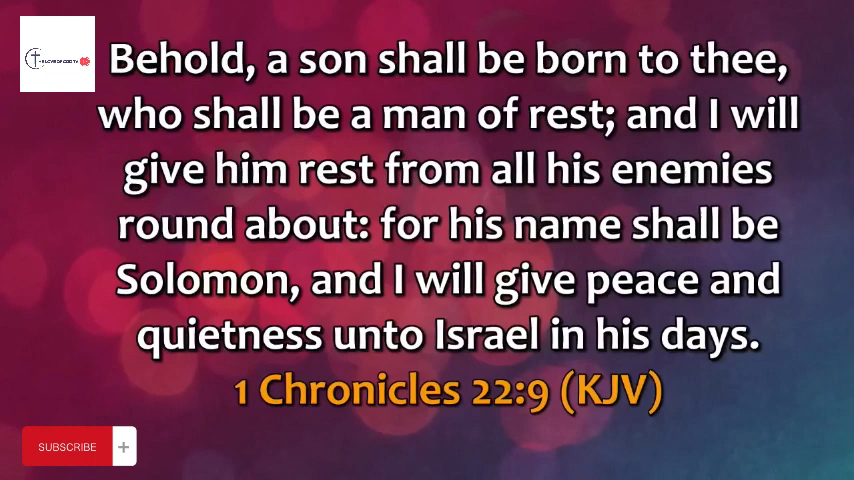 Behold, a son shall be born to thee,
who shall be a man of rest; and I will
give him rest from all his enemies
round about: for his name shall be
Solomon, and I will give peace and
quietness unto Israel in his days.
1 Chronicles 22:9 (KJV)
SUBSCRIBE +